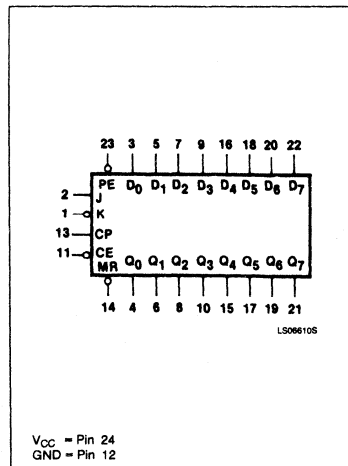 23 3 5 7 9 16 18 20 22
PE D0 D1 D2 D3 D4 D5 D6 D7
2 J
1 K
13 CP
11 CE
MR Q0 Q1 Q2 Q3 Q4 Q5 Q6 Q7
14 4 6 8 10 15 17 19 21
LS06610S
VCC = Pin 24
GND = Pin 12